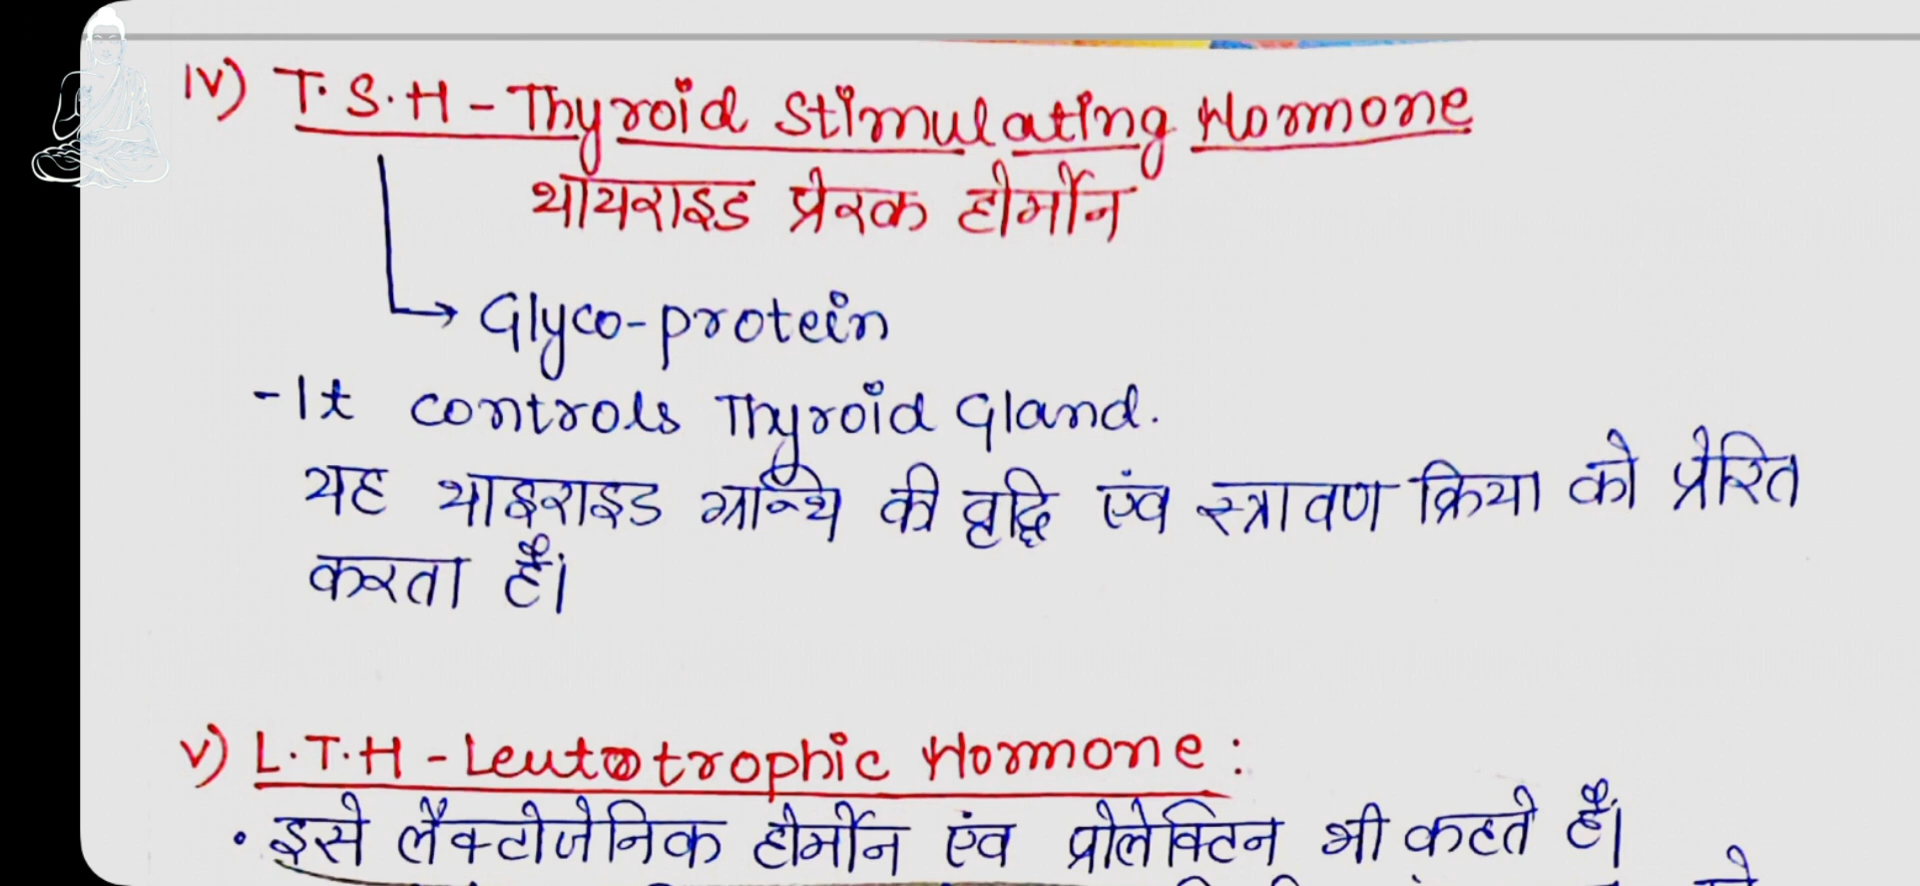 IV) T.S.H - Thyroid Stimulating Hormone
थायराइड प्रेरक होर्मोन
Glyco-protein
- It controls Thyroid Gland.
यह थाइराइड ग्रन्थि की वृद्धि एंव स्त्रावण क्रिया को प्रेरित
करता हैं।
V) L.T.H - Leutotrophic Hormone :
• इसे लैक्टोजेनिक होर्मोन एंव प्रोलेक्टिन भी कहते हैं।